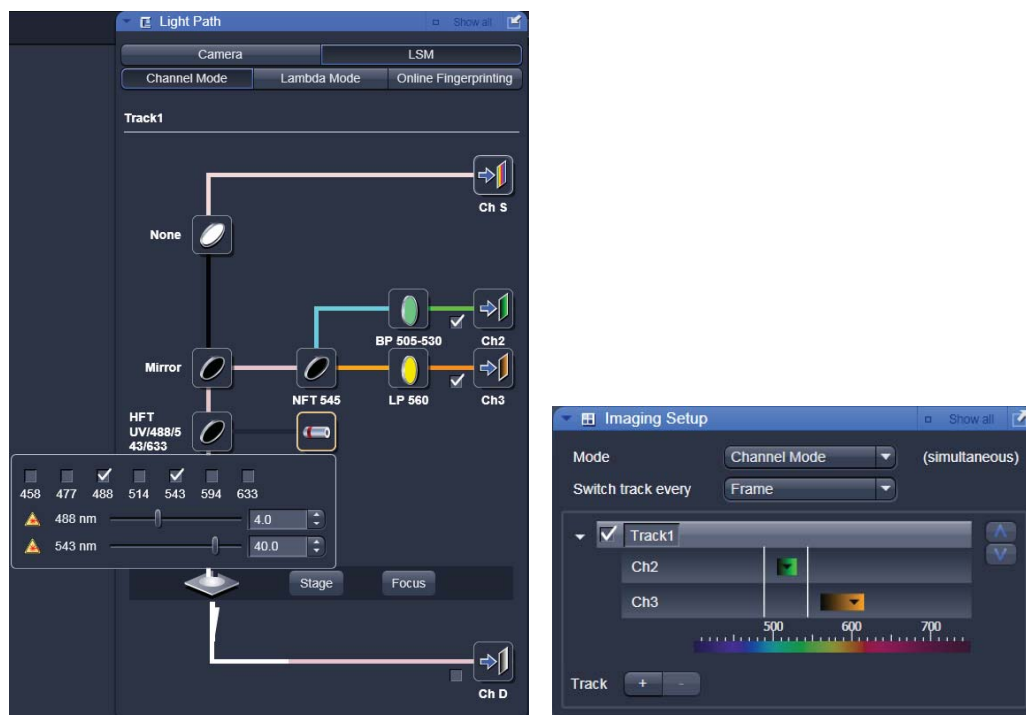 Light Path
Show all
Camera
LSM
Channel Mode
Lambda Mode
Online Fingerprinting
Track1
Ch S
None
BP 505-530
Ch2
Mirror
NFT 545
LP 560
Ch3
HFT
UV/488/5
43/633
458 477 488 514 543 594 633
488 nm 4.0
543 nm 40.0
Stage
Focus
Ch D
Imaging Setup
Show all
Mode
Channel Mode
(simultaneous)
Switch track every
Frame
Track1
Ch2
Ch3
500 600 700
Track + -